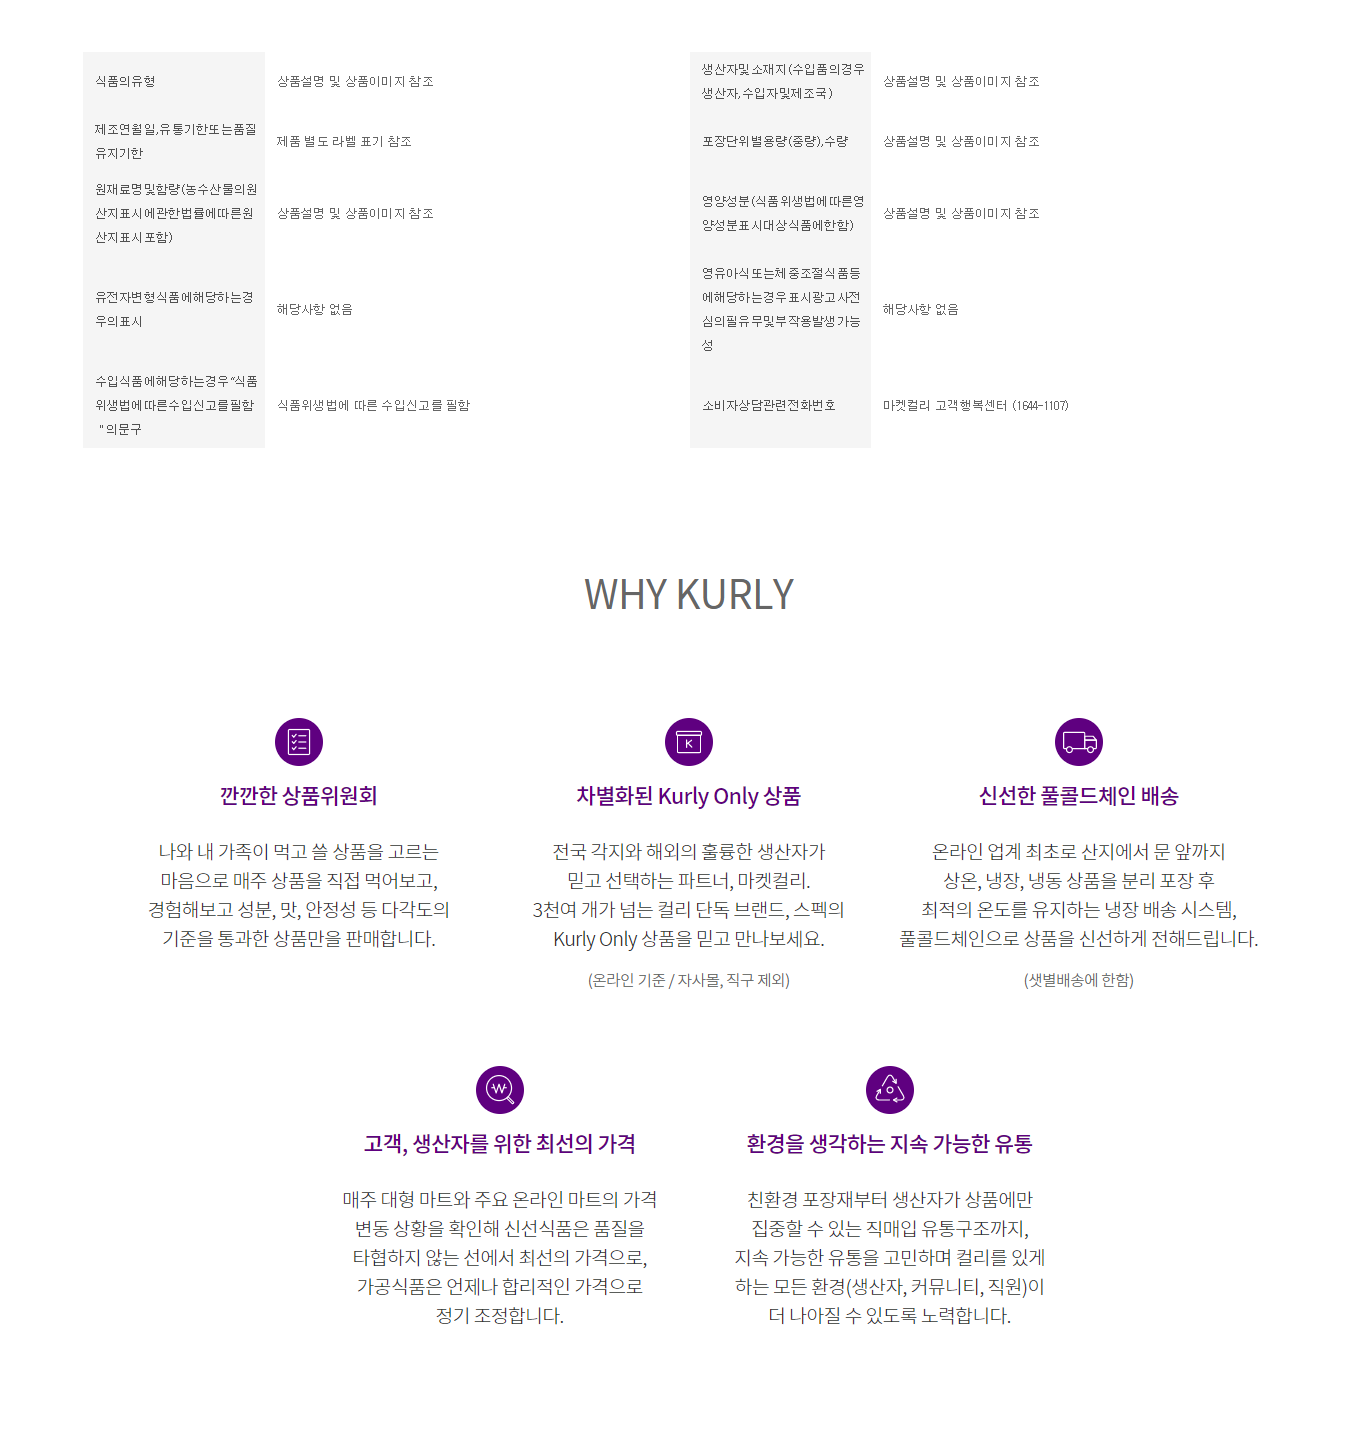 식품의유형
상품설명 및 상품이미지 참조
생산자및소재지(수입품의경우
생산자,수입자및제조국)
상품설명 및 상품이미지 참조
제조연월일,유통기한또는품질
유지기한
제품 별도 라벨 표기 참조
포장단위별용량(중량),수량
상품설명 및 상품이미지 참조
원재료명및함량(농수산물의원
산지표시에관한법률에따른원
산지표시포함)
상품설명 및 상품이미지 참조
영양성분(식품위생법에따른영
양성분표시대상식품에한함)
상품설명 및 상품이미지 참조
유전자변형식품에해당하는경
우의표시
해당사항 없음
영유아식또는체중조절식품등
에해당하는경우표시광고사전
심의필유무및부작용발생가능
성
해당사항 없음
수입식품에해당하는경우“식품
위생법에따른수입신고를필함
"의문구
식품위생법에 따른 수입신고를 필함
소비자상담관련전화번호
마켓컬리 고객행복센터 (1644-1107)
WHY KURLY
깐깐한 상품위원회
나와 내 가족이 먹고 쓸 상품을 고르는
마음으로 매주 상품을 직접 먹어보고,
경험해보고 성분, 맛, 안정성 등 다각도의
기준을 통과한 상품만을 판매합니다.
차별화된 Kurly Only 상품
전국 각지와 해외의 훌륭한 생산자가
믿고 선택하는 파트너, 마켓컬리.
3천여 개가 넘는 컬리 단독 브랜드, 스펙의
Kurly Only 상품을 믿고 만나보세요.
(온라인 기준 / 자사몰, 직구 제외)
신선한 풀콜드체인 배송
온라인 업계 최초로 산지에서 문 앞까지
상온, 냉장, 냉동 상품을 분리 포장 후
최적의 온도를 유지하는 냉장 배송 시스템,
풀콜드체인으로 상품을 신선하게 전해드립니다.
(샛별배송에 한함)
고객, 생산자를 위한 최선의 가격
매주 대형 마트와 주요 온라인 마트의 가격
변동 상황을 확인해 신선식품은 품질을
타협하지 않는 선에서 최선의 가격으로,
가공식품은 언제나 합리적인 가격으로
정기 조정합니다.
환경을 생각하는 지속 가능한 유통
친환경 포장재부터 생산자가 상품에만
집중할 수 있는 직매입 유통구조까지,
지속 가능한 유통을 고민하며 컬리를 있게
하는 모든 환경(생산자, 커뮤니티, 직원)이
더 나아질 수 있도록 노력합니다.